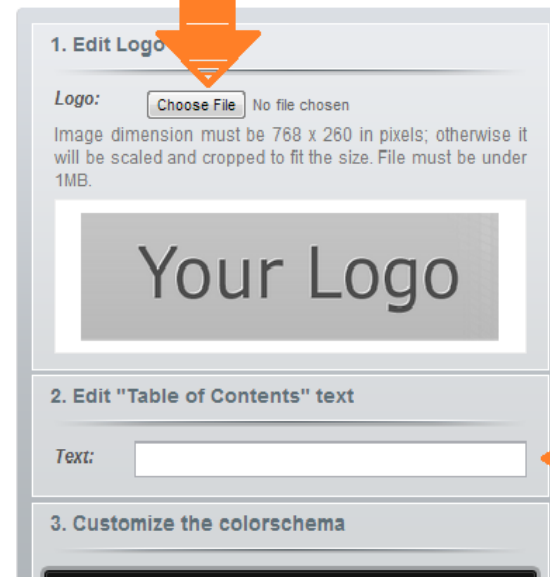 1. Edit Logo
Logo: Choose File No file chosen
Image dimension must be 768 x 260 in pixels; otherwise it
will be scaled and cropped to fit the size. File must be under
1MB.
Your Logo
2. Edit "Table of Contents" text
Text:
3. Customize the colorschema